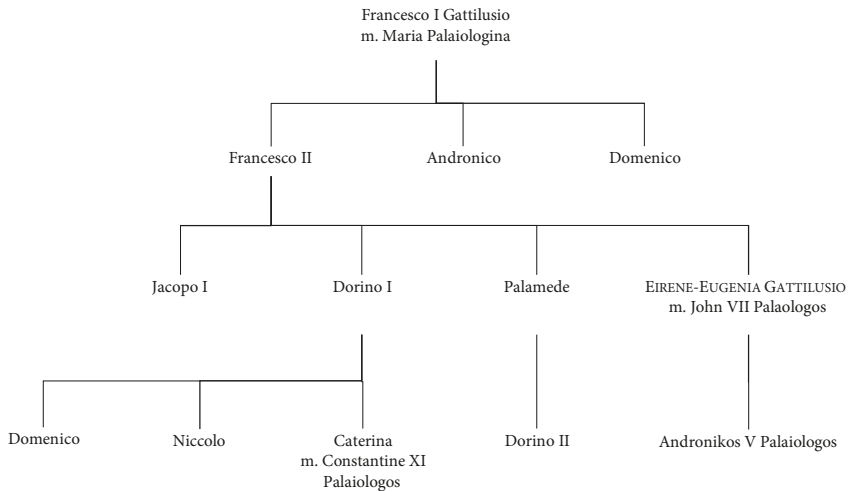 Francesco I Gattilusio
m. Maria Palaiologina
Francesco II
Andronico
Domenico
Jacopo I
Dorino I
Palamede
EIRENE-EUGENIA GATTILUSIO
m. John VII Palaologos
Domenico
Niccolo
Caterina
m. Constantine XI
Palaiologos
Dorino II
Andronikos V Palaiologos